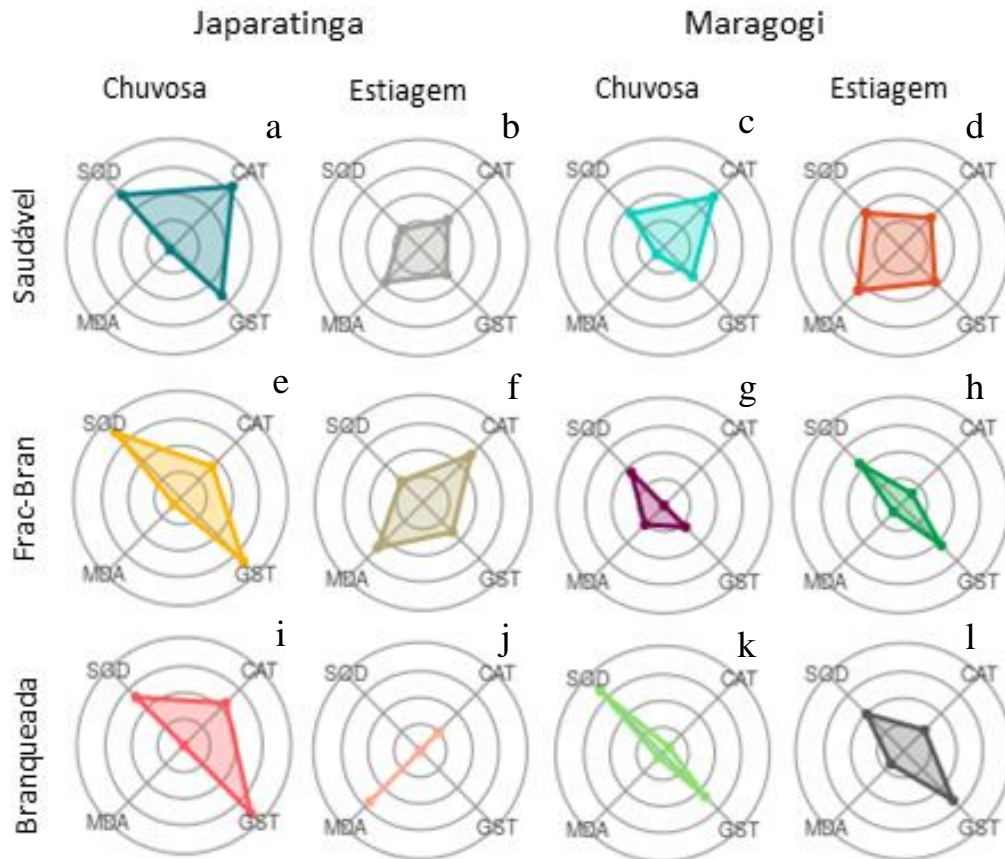 Japaratinga Maragogi
Chuvosa Estiagem Chuvosa Estiagem
a b c d
Saudável
SOD CAT SOD CAT SOD CAT SOD CAT
MDA GST MDA GST MDA GST MDA GST
e f g h
Frac-Bran
SOD CAT SOD CAT SOD CAT SOD CAT
MDA GST MDA GST MDA GST MDA GST
i j k l
Branqueada
SOD CAT SOD CAT SOD CAT SOD CAT
MDA GST MDA GST MDA GST MDA GST